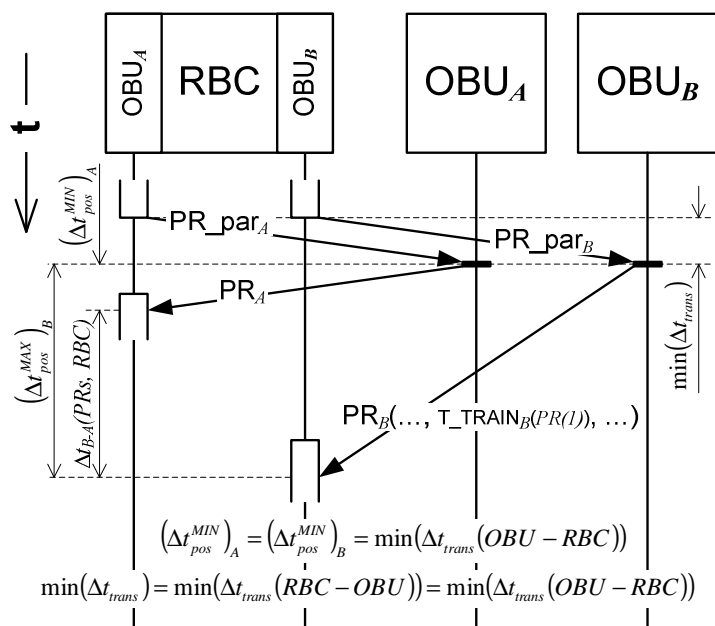 t
OBU_A
RBC
OBU_B
OBU_A
OBU_B
(Δt_pos^MIN)_A
PR_par_A
PR_par_B
PR_A
(Δt_pos^MAX)_B
Δt_B-A(PRs, RBC)
min(Δt_trans)
PR_B(…, T_TRAIN_B(PR(1)), …)
(Δt_pos^MIN)_A = (Δt_pos^MIN)_B = min(Δt_trans(OBU − RBC))
min(Δt_trans) = min(Δt_trans(RBC − OBU)) = min(Δt_trans(OBU − RBC))